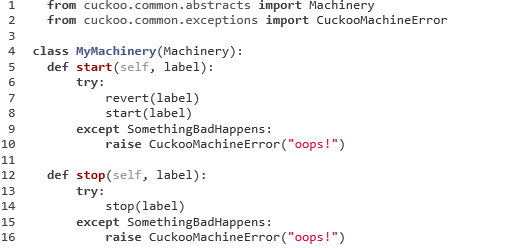 1 from cuckoo.common.abstracts import Machinery
2 from cuckoo.common.exceptions import CuckooMachineError
3
4 class MyMachinery(Machinery):
5 def start(self, label):
6 try:
7 revert(label)
8 start(label)
9 except SomethingBadHappens:
10 raise CuckooMachineError("oops!")
11
12 def stop(self, label):
13 try:
14 stop(label)
15 except SomethingBadHappens:
16 raise CuckooMachineError("oops!")